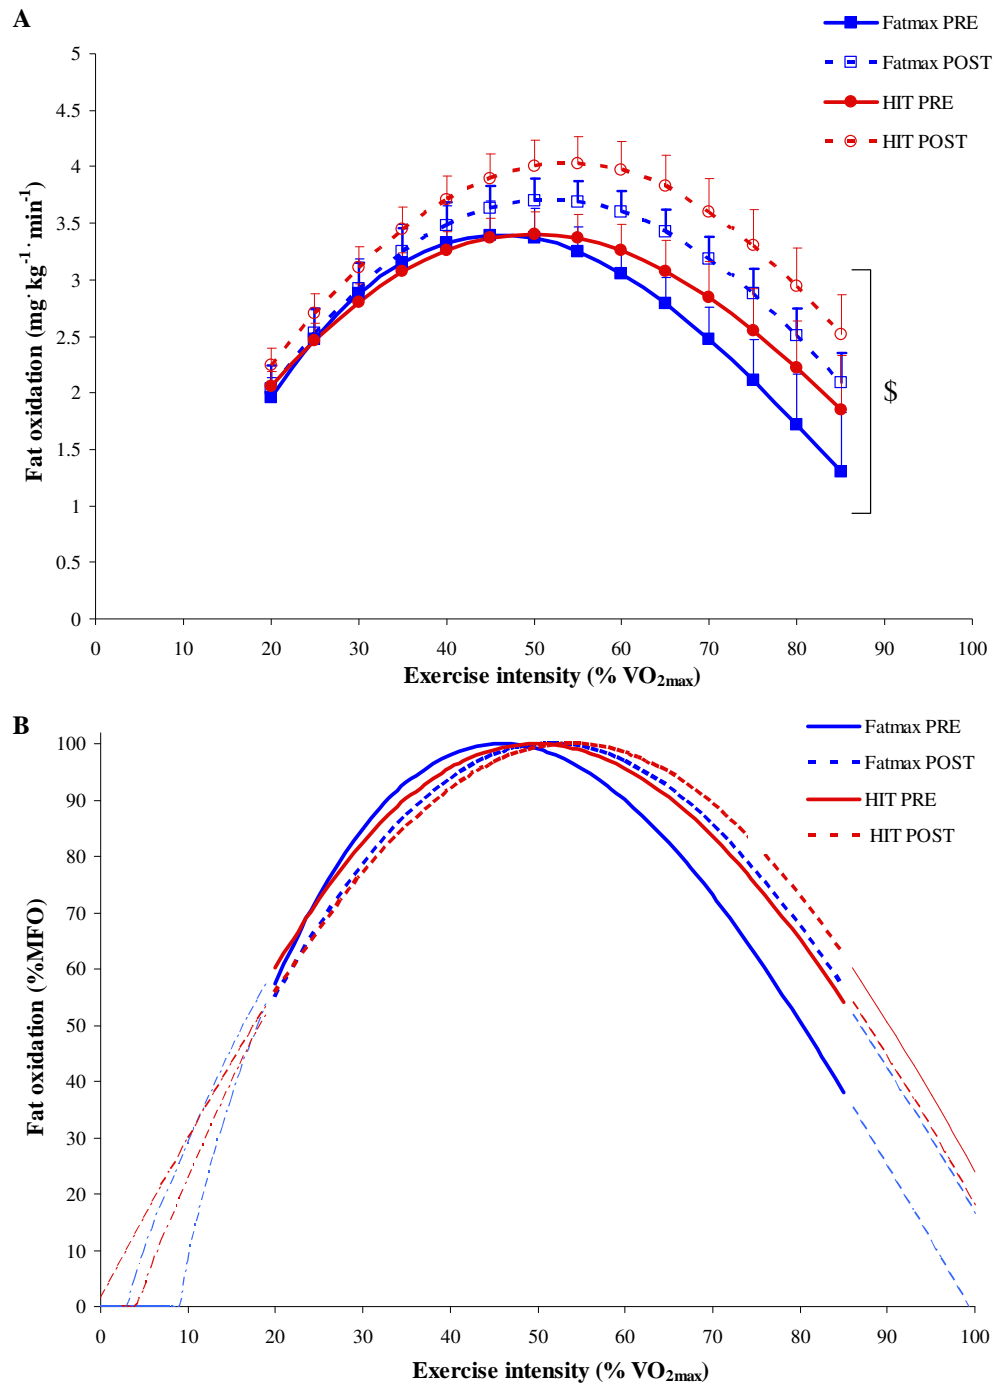 A
Fatmax PRE
Fatmax POST
HIT PRE
HIT POST
5
4.5
4
3.5
3
2.5
2
1.5
1
0.5
0
Fat oxidation (mg·kg⁻¹·min⁻¹)
$
0 10 20 30 40 50 60 70 80 90 100
Exercise intensity (% VO₂max)
B
Fatmax PRE
Fatmax POST
HIT PRE
HIT POST
100
90
80
70
60
50
40
30
20
10
0
Fat oxidation (%MFO)
0 10 20 30 40 50 60 70 80 90 100
Exercise intensity (% VO₂max)